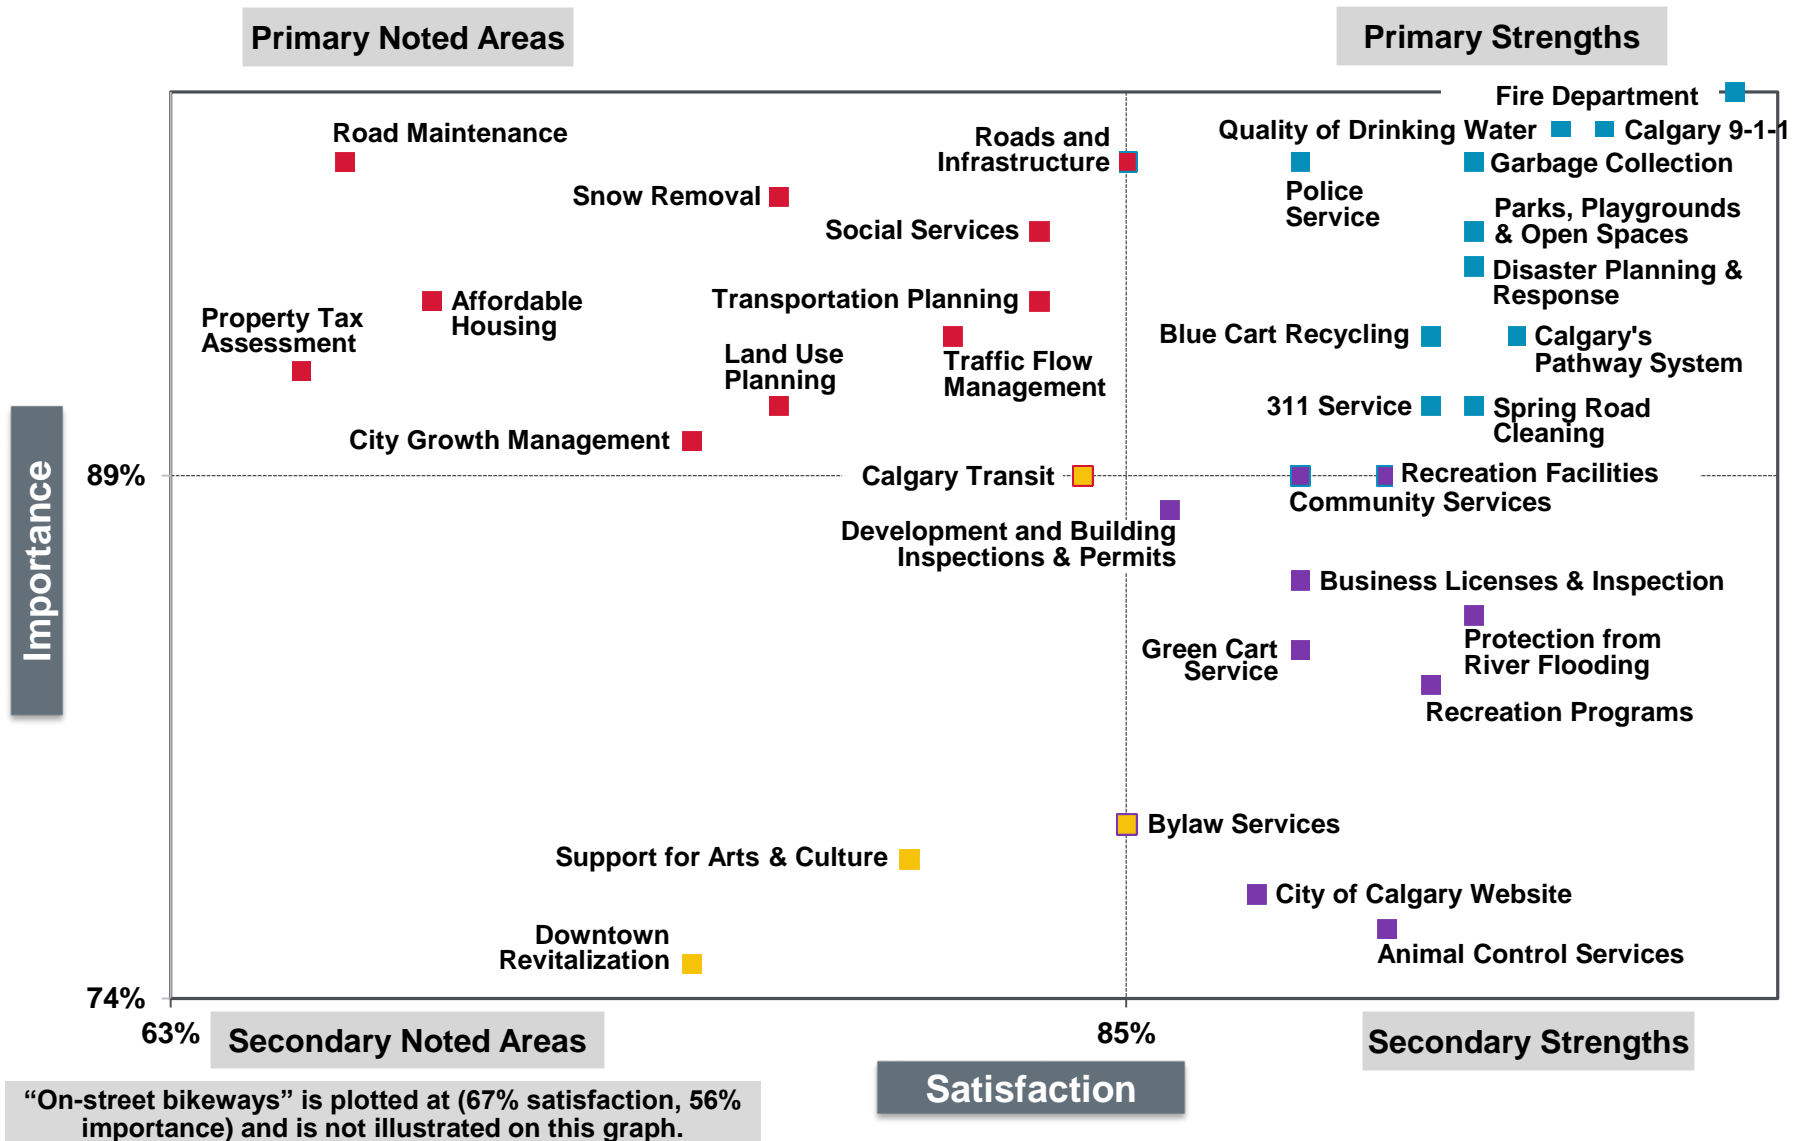 Primary Noted Areas
Primary Strengths
Fire Department
Road Maintenance
Roads and
Infrastructure
Quality of Drinking Water
Calgary 9-1-1
Garbage Collection
Police
Service
Snow Removal
Parks, Playgrounds
& Open Spaces
Social Services
Disaster Planning &
Response
Affordable
Housing
Transportation Planning
Property Tax
Assessment
Blue Cart Recycling
Calgary's
Pathway System
Land Use
Planning
Traffic Flow
Management
311 Service
Spring Road
Cleaning
City Growth Management
Importance
89%
Calgary Transit
Recreation Facilities
Community Services
Development and Building
Inspections & Permits
Business Licenses & Inspection
Protection from
River Flooding
Green Cart
Service
Recreation Programs
Bylaw Services
Support for Arts & Culture
City of Calgary Website
Downtown
Revitalization
Animal Control Services
74%
63%
85%
Secondary Noted Areas
Secondary Strengths
Satisfaction
“On-street bikeways” is plotted at (67% satisfaction, 56%
importance) and is not illustrated on this graph.